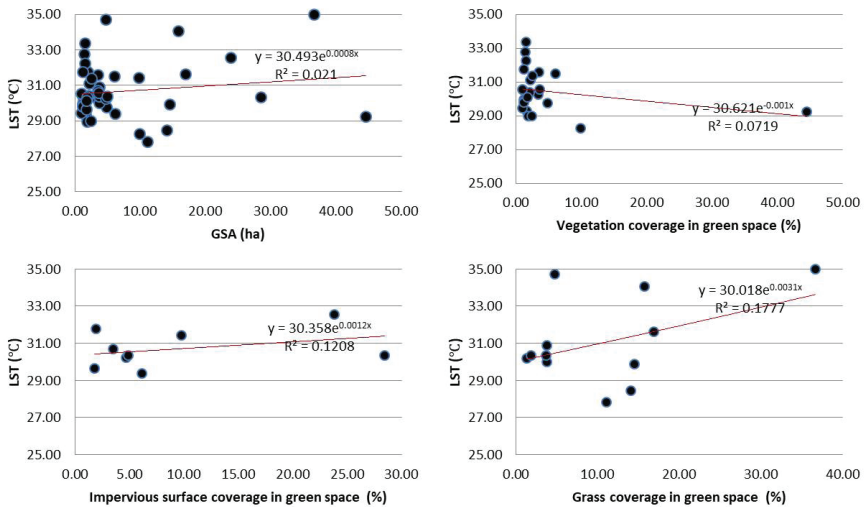 35.00
33.00
31.00
29.00
27.00
25.00
LST (°C)
y = 30.493e^0.0008x
R² = 0.021
0.00 10.00 20.00 30.00 40.00 50.00
GSA (ha)
35.00
33.00
31.00
29.00
27.00
25.00
LST (°C)
y = 30.621e^-0.001x
R² = 0.0719
0.00 10.00 20.00 30.00 40.00 50.00
Vegetation coverage in green space (%)
35.00
33.00
31.00
29.00
27.00
25.00
LST (°C)
y = 30.358e^0.0012x
R² = 0.1208
0.00 5.00 10.00 15.00 20.00 25.00 30.00
Impervious surface coverage in green space (%)
35.00
33.00
31.00
29.00
27.00
25.00
LST (°C)
y = 30.018e^0.0031x
R² = 0.1777
0.00 10.00 20.00 30.00 40.00
Grass coverage in green space (%)